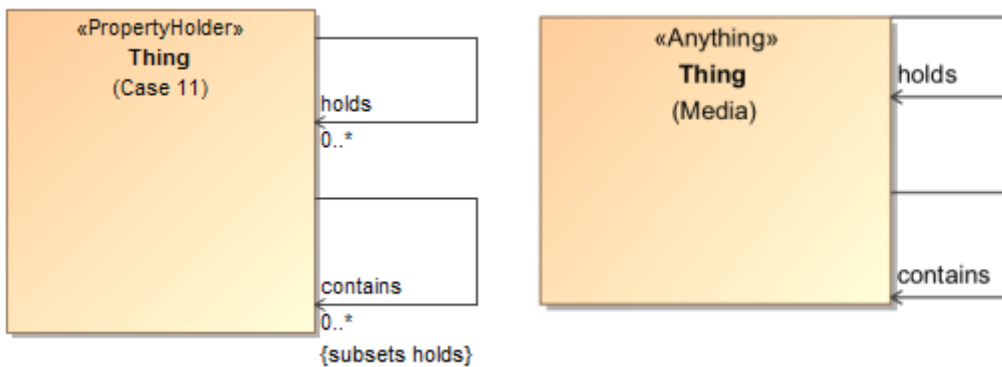 «PropertyHolder»
Thing
(Case 11)
holds
0..*
contains
0..*
{subsets holds}
«Anything»
Thing
(Media)
holds
contains